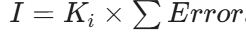 I = K_i × ∑ Error.